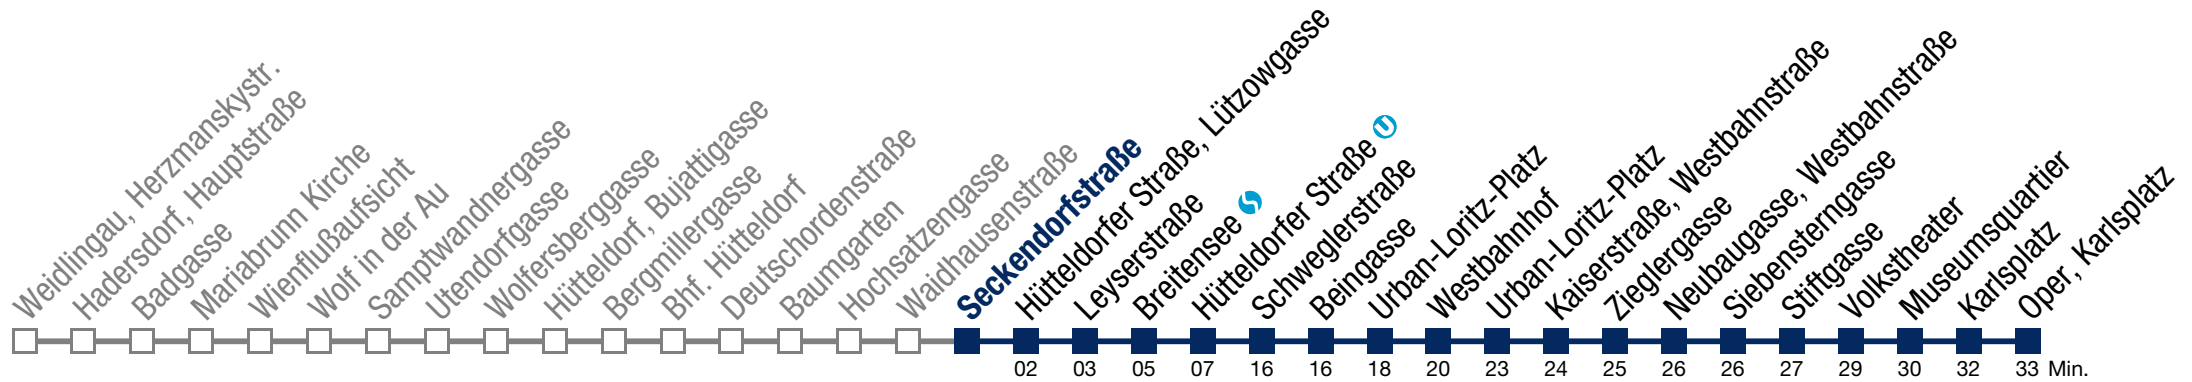 Weidlingau, Herzmanskystr.
Hadersdorf, Hauptstraße
Badgasse
Mariabrunn Kirche
Wienflußaufsicht
Wolf in der Au
Samptwandnergasse
Utendorfgasse
Wolfersberggasse
Hütteldorf, Bujattigasse
Bergmillergasse
Bhf. Hütteldorf
Deutschordenstraße
Baumgarten
Hochsatzengasse
Waidhausenstraße
Seckendorfstraße
Hütteldorfer Straße, Lützowgasse
Leyserstraße
Breitensee S
Hütteldorfer Straße U
Schweglerstraße
Beingasse
Urban-Loritz-Platz
Westbahnhof
Urban-Loritz-Platz
Kaiserstraße, Westbahnstraße
Zieglergasse
Neubaugasse, Westbahnstraße
Siebensterngasse
Stiftgasse
Volkstheater
Museumsquartier
Karlsplatz
Oper, Karlsplatz
02 03 05 07 16 16 18 20 23 24 25 26 26 27 29 30 32 33 Min.